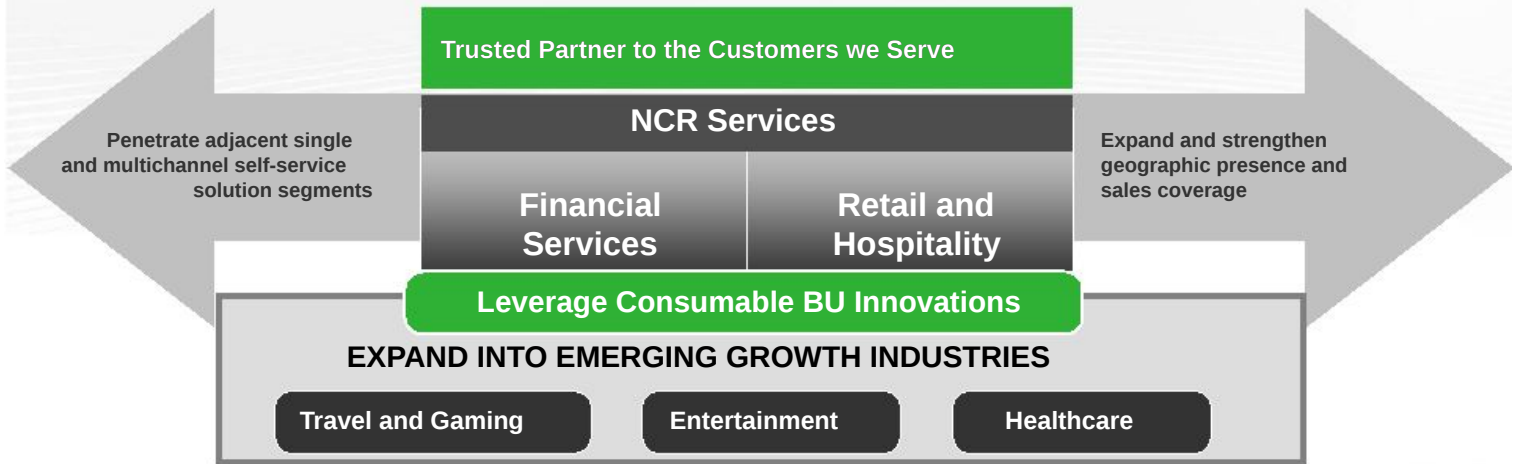 Trusted Partner to the Customers we Serve
NCR Services
Penetrate adjacent single
and multichannel self-service
solution segments
Financial
Services
Retail and
Hospitality
Expand and strengthen
geographic presence and
sales coverage
Leverage Consumable BU Innovations
EXPAND INTO EMERGING GROWTH INDUSTRIES
Travel and Gaming
Entertainment
Healthcare